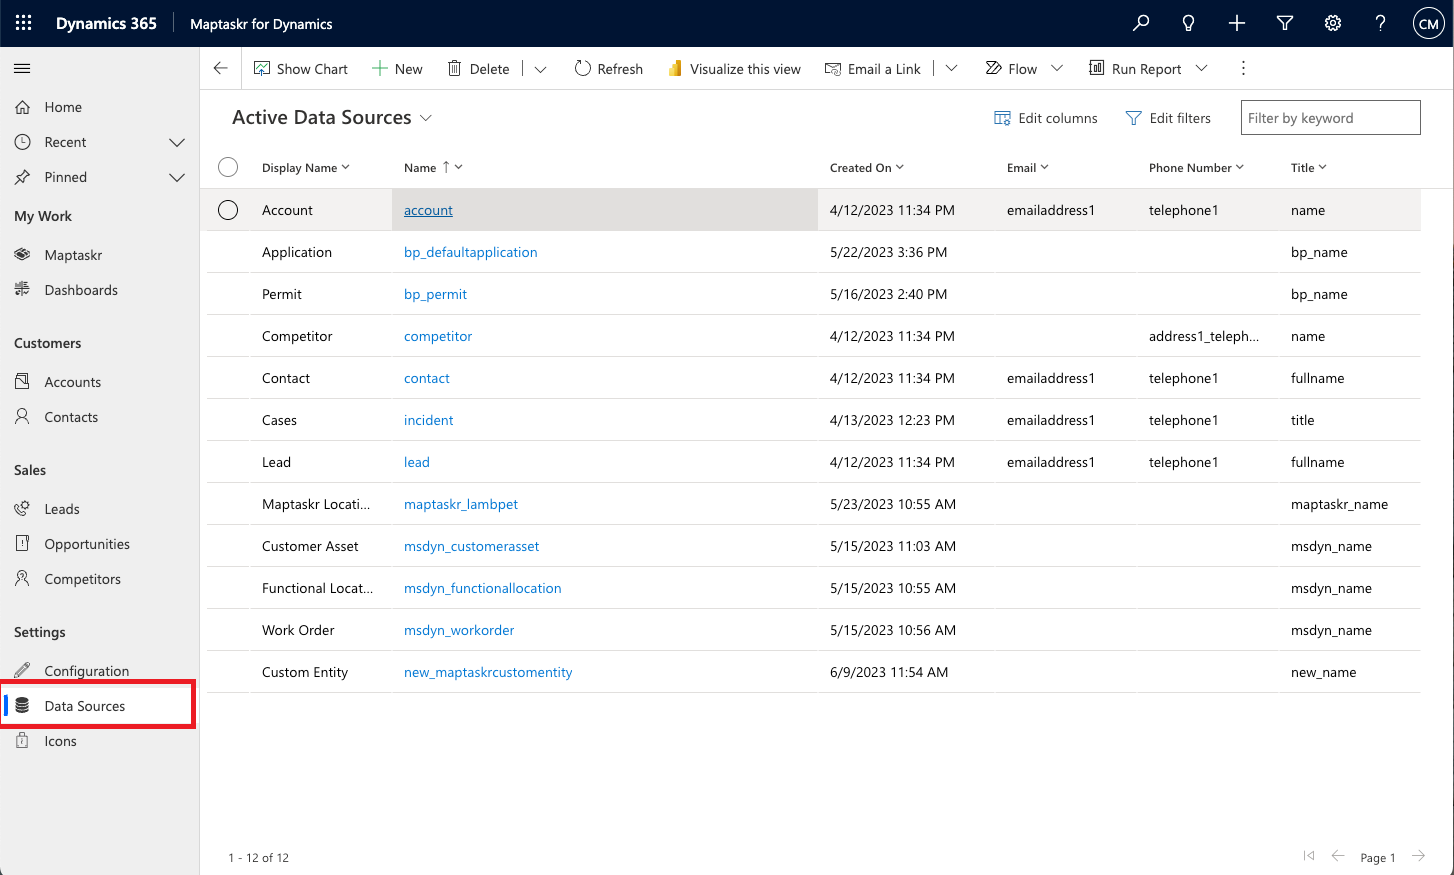 Dynamics 365 Maptaskr for Dynamics CM
Show Chart New Delete Refresh Visualize this view Email a Link Flow Run Report
Home
Recent
Pinned
My Work
Maptaskr
Dashboards
Customers
Accounts
Contacts
Sales
Leads
Opportunities
Competitors
Settings
Configuration
Data Sources
Icons
Active Data Sources Edit columns Edit filters Filter by keyword
Display Name Name ↑ Created On Email Phone Number Title
Account account 4/12/2023 11:34 PM emailaddress1 telephone1 name
Application bp_defaultapplication 5/22/2023 3:36 PM bp_name
Permit bp_permit 5/16/2023 2:40 PM bp_name
Competitor competitor 4/12/2023 11:34 PM address1_teleph... name
Contact contact 4/12/2023 11:34 PM emailaddress1 telephone1 fullname
Cases incident 4/13/2023 12:23 PM emailaddress1 telephone1 title
Lead lead 4/12/2023 11:34 PM emailaddress1 telephone1 fullname
Maptaskr Locati... maptaskr_lambpet 5/23/2023 10:55 AM maptaskr_name
Customer Asset msdyn_customerasset 5/15/2023 11:03 AM msdyn_name
Functional Locat... msdyn_functionallocation 5/15/2023 10:55 AM msdyn_name
Work Order msdyn_workorder 5/15/2023 10:56 AM msdyn_name
Custom Entity new_maptaskrcustomentity 6/9/2023 11:54 AM new_name
1 - 12 of 12 Page 1